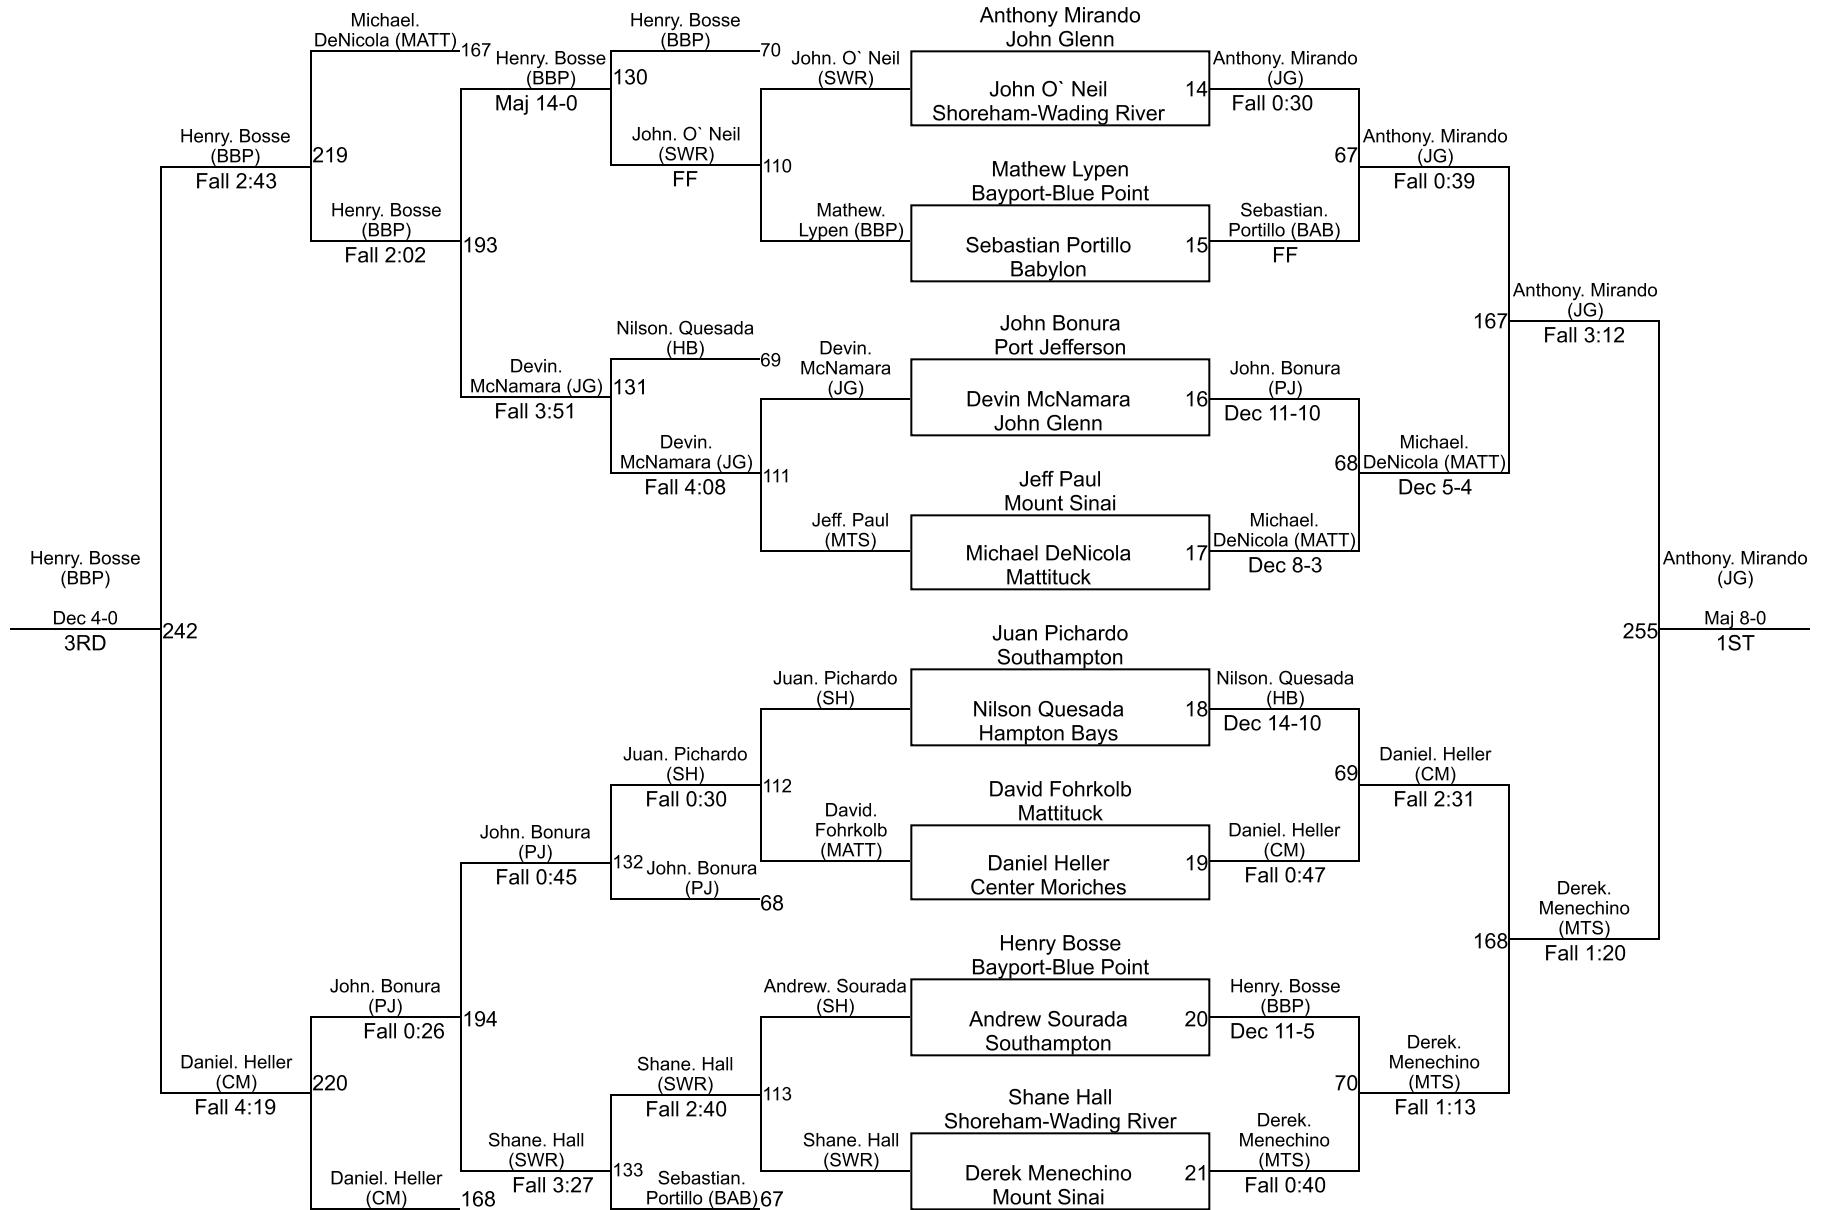 Michael.
DeNicola (MATT)
167
Henry. Bosse
(BBP)
Maj 14-0
Henry. Bosse
(BBP)
70
130
John. O` Neil
(SWR)
FF
John. O` Neil
(SWR)
110
Mathew.
Lypen (BBP)
Anthony Mirando
John Glenn
John O` Neil
Shoreham-Wading River
14
Anthony. Mirando
(JG)
Fall 0:30
Mathew Lypen
Bayport-Blue Point
Sebastian Portillo
Babylon
15
Sebastian.
Portillo (BAB)
FF
67
Anthony. Mirando
(JG)
Fall 0:39
Henry. Bosse
(BBP)
Fall 2:43
219
Henry. Bosse
(BBP)
Fall 2:02
193
Nilson. Quesada
(HB)
69
Devin.
McNamara (JG)
Fall 3:51
131
Devin.
McNamara (JG)
Fall 4:08
Devin.
McNamara
(JG)
111
Jeff. Paul
(MTS)
John Bonura
Port Jefferson
Devin McNamara
John Glenn
16
John. Bonura
(PJ)
Dec 11-10
Jeff Paul
Mount Sinai
Michael DeNicola
Mattituck
17
Michael.
DeNicola (MATT)
Dec 8-3
68
Michael.
DeNicola (MATT)
Dec 5-4
167
Anthony. Mirando
(JG)
Fall 3:12
Henry. Bosse
(BBP)
Dec 4-0
3RD
242
255
Anthony. Mirando
(JG)
Maj 8-0
1ST
Juan. Pichardo
(SH)
Juan Pichardo
Southampton
Nilson Quesada
Hampton Bays
18
Nilson. Quesada
(HB)
Dec 14-10
Juan. Pichardo
(SH)
Fall 0:30
112
David.
Fohrkolb
(MATT)
David Fohrkolb
Mattituck
Daniel Heller
Center Moriches
19
Daniel. Heller
(CM)
Fall 0:47
69
Daniel. Heller
(CM)
Fall 2:31
John. Bonura
(PJ)
Fall 0:45
132
John. Bonura
(PJ)
68
168
Derek.
Menechino
(MTS)
Fall 1:20
John. Bonura
(PJ)
Fall 0:26
194
Andrew. Sourada
(SH)
Henry Bosse
Bayport-Blue Point
Andrew Sourada
Southampton
20
Henry. Bosse
(BBP)
Dec 11-5
Daniel. Heller
(CM)
Fall 4:19
220
Shane. Hall
(SWR)
Fall 2:40
113
Shane. Hall
(SWR)
Shane Hall
Shoreham-Wading River
Derek Menechino
Mount Sinai
21
Derek.
Menechino
(MTS)
Fall 0:40
70
Derek.
Menechino
(MTS)
Fall 1:13
Shane. Hall
(SWR)
Fall 3:27
133
Sebastian.
Portillo (BAB)
67
Daniel. Heller
(CM)
168